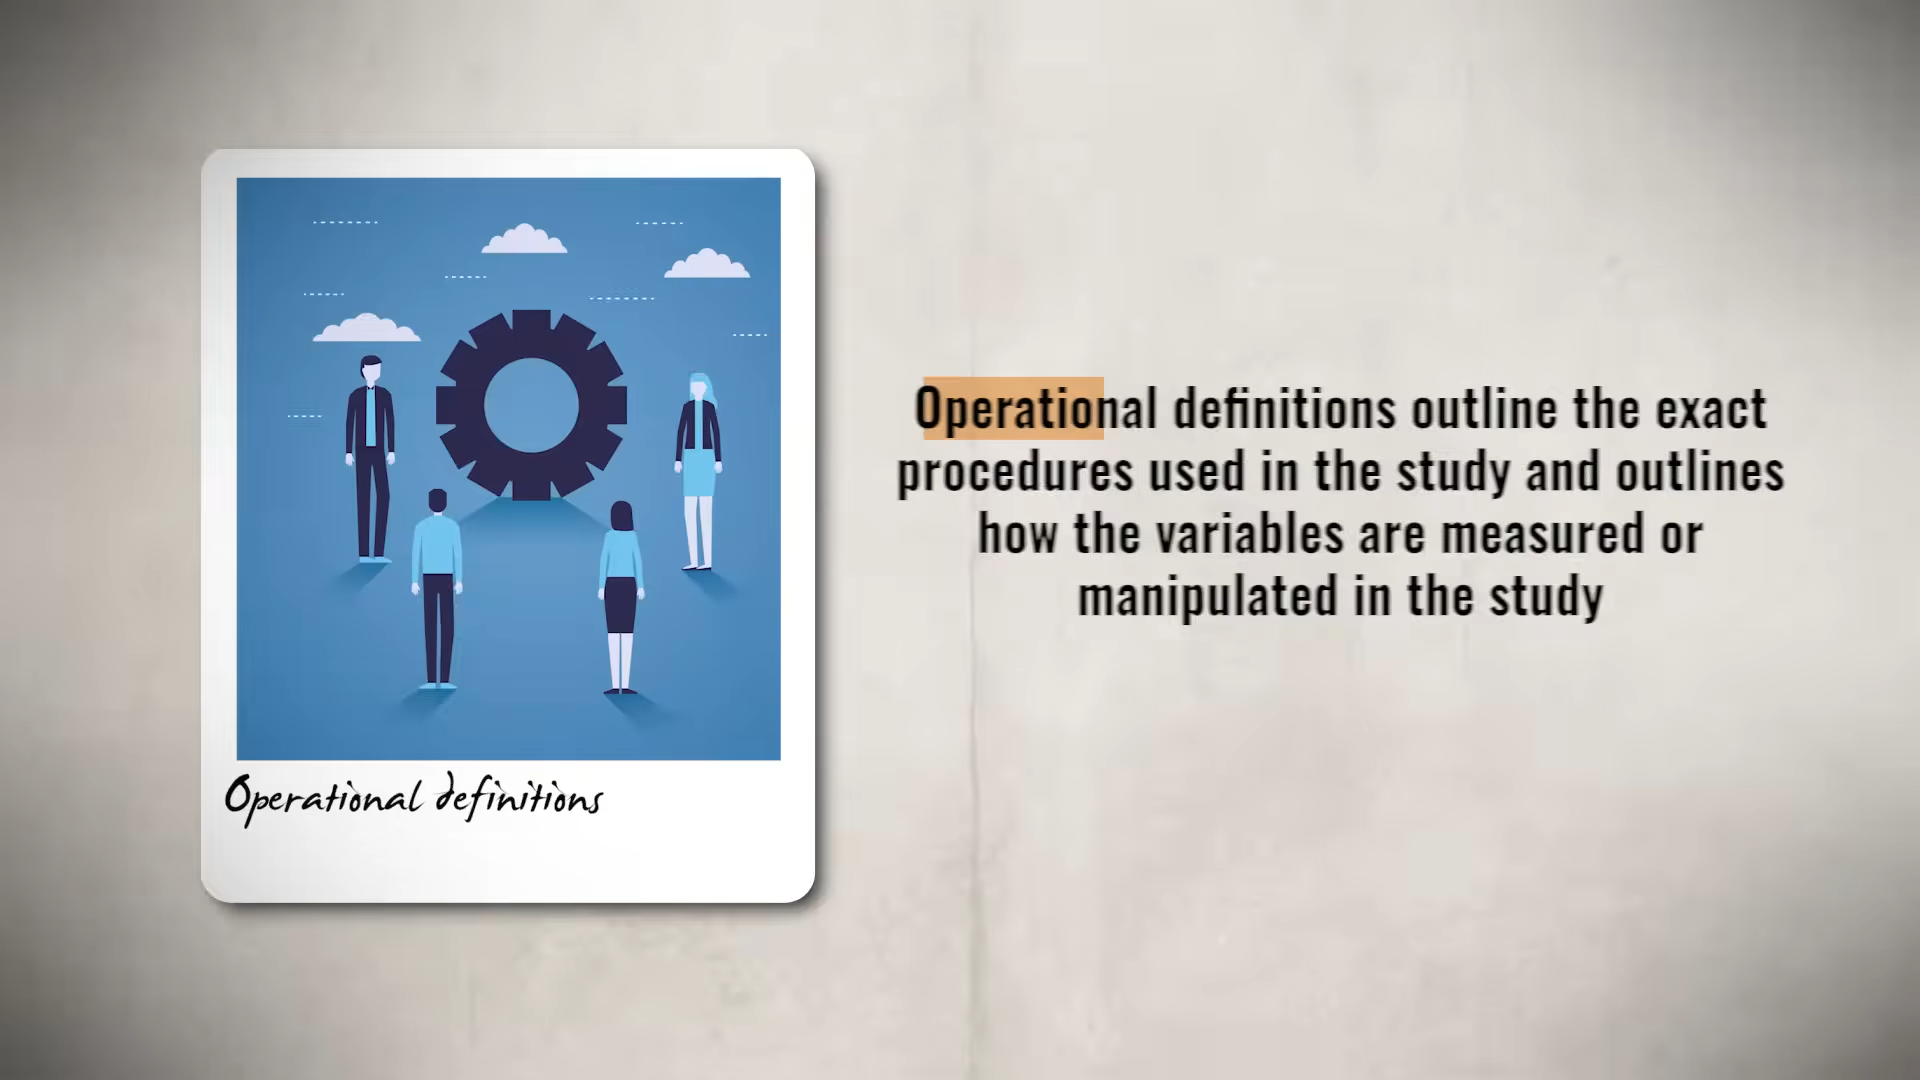 Operational definitions outline the exact
procedures used in the study and outlines
how the variables are measured or
manipulated in the study
Operational definitions